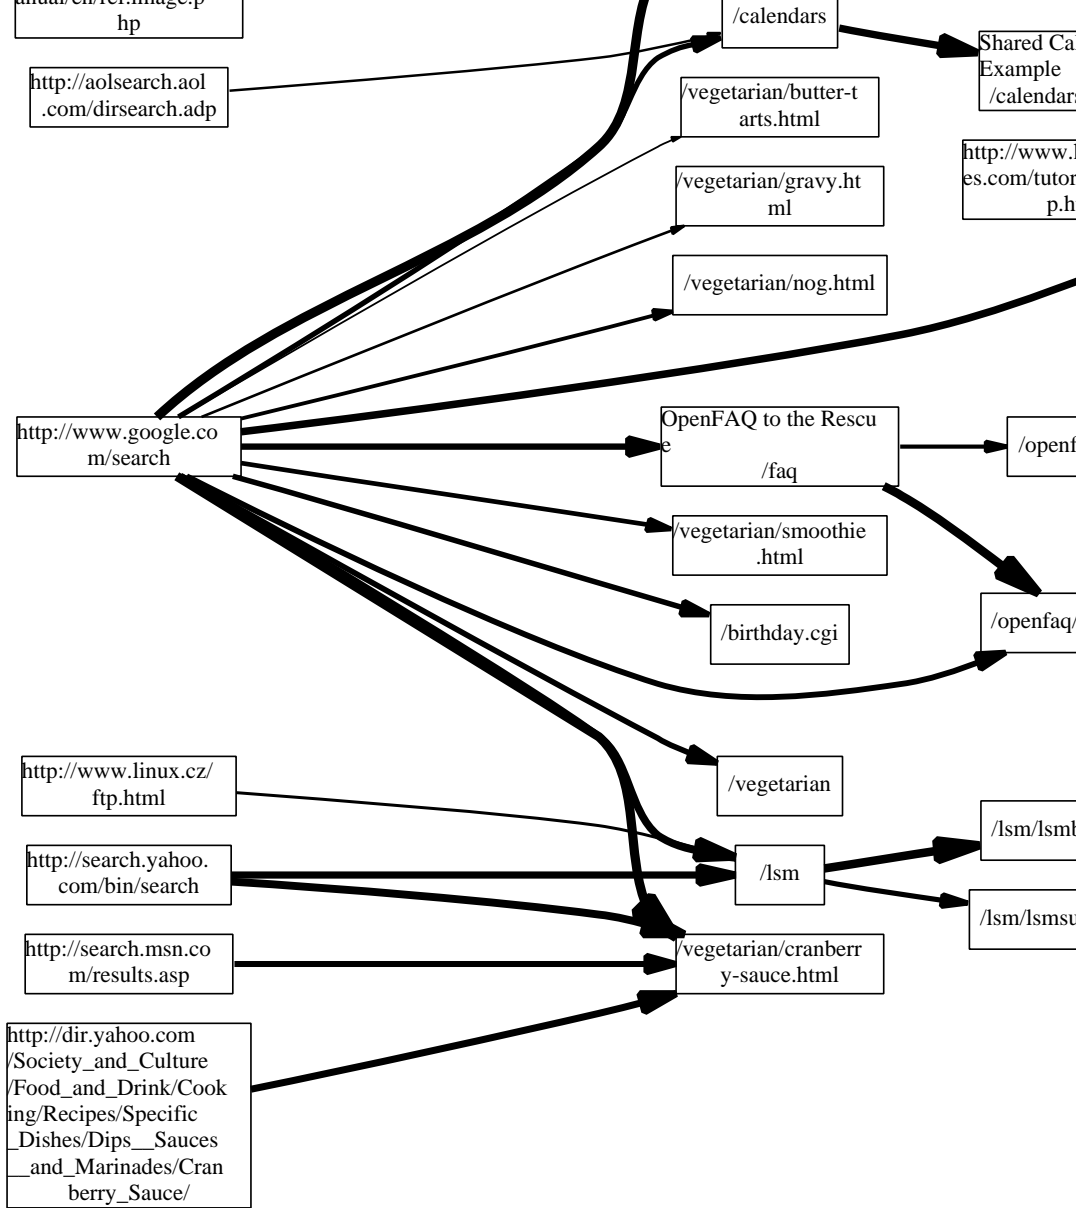 hp
/calendars
Shared
Example
/calendars
http://aolsearch.aol
.com/dirsearch.adp
/vegetarian/butter-t
arts.html
http://www.
es.com/tutor
/vegetarian/gravy.ht
ml
/vegetarian/nog.html
http://www.google.co
m/search
OpenFAQ to the Rescu
e
/faq
/openf
/vegetarian/smoothie
.html
/birthday.cgi
/openfaq/
http://www.linux.cz/
ftp.html
/vegetarian
http://search.yahoo.
com/bin/search
/lsm
/lsm/lsmb
/lsm/lsmsu
http://search.msn.co
m/results.asp
/vegetarian/cranberr
y-sauce.html
http://dir.yahoo.com
/Society_and_Culture
/Food_and_Drink/Cook
ing/Recipes/Specific
_Dishes/Dips__Sauces
__and_Marinades/Cran
berry_Sauce/